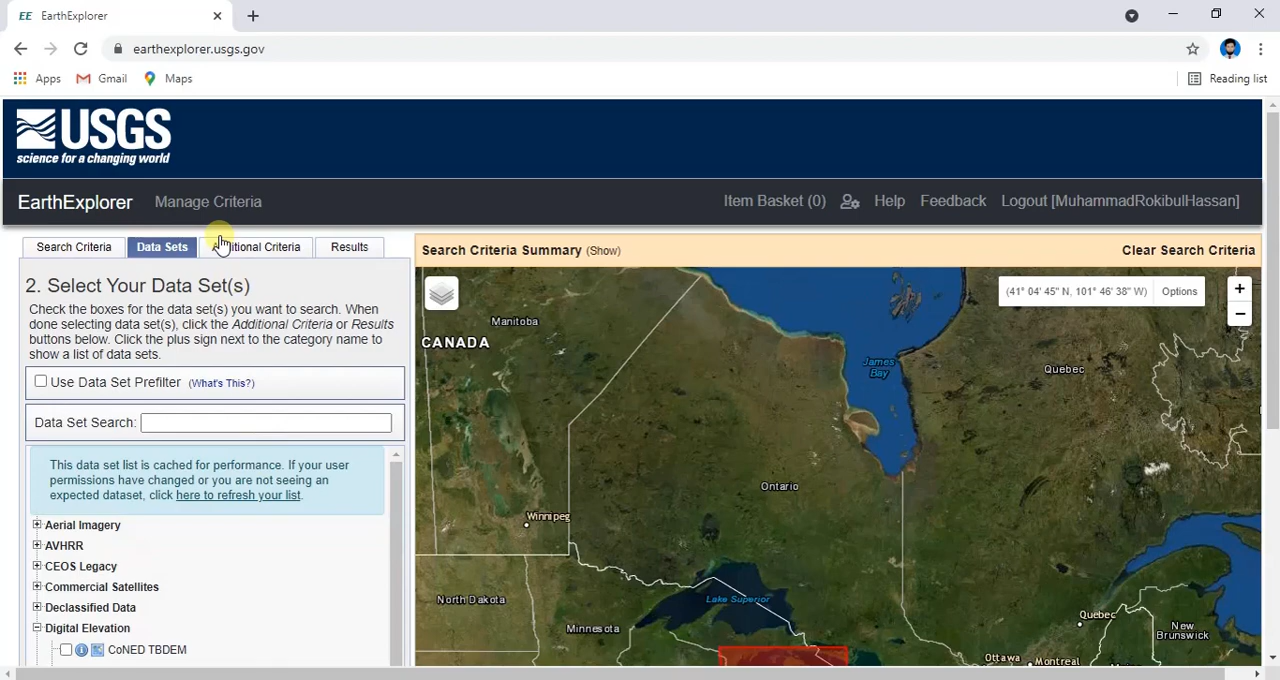 EE EarthExplorer
earthexplorer.usgs.gov
Apps Gmail Maps Reading list
USGS
science for a changing world
EarthExplorer Manage Criteria Item Basket (0) Help Feedback Logout [MuhammadRokibulHassan]
Search Criteria Data Sets Additional Criteria Results
Search Criteria Summary (Show) Clear Search Criteria
2. Select Your Data Set(s)
Check the boxes for the data set(s) you want to search. When
done selecting data set(s), click the Additional Criteria or Results
buttons below. Click the plus sign next to the category name to
show a list of data sets.
Use Data Set Prefilter (What's This?)
Data Set Search:
This data set list is cached for performance. If your user
permissions have changed or you are not seeing an
expected dataset, click here to refresh your list.
Aerial Imagery
AVHRR
CEOS Legacy
Commercial Satellites
Declassified Data
Digital Elevation
CoNED TBDEM
(41° 04' 45" N, 101° 46' 38" W) Options
+
−
Manitoba
CANADA
James
Bay
Quebec
Ontario
Winnipeg
North Dakota
Lake Superior
Minnesota
Quebec
New
Brunswick
Ottawa
Montreal